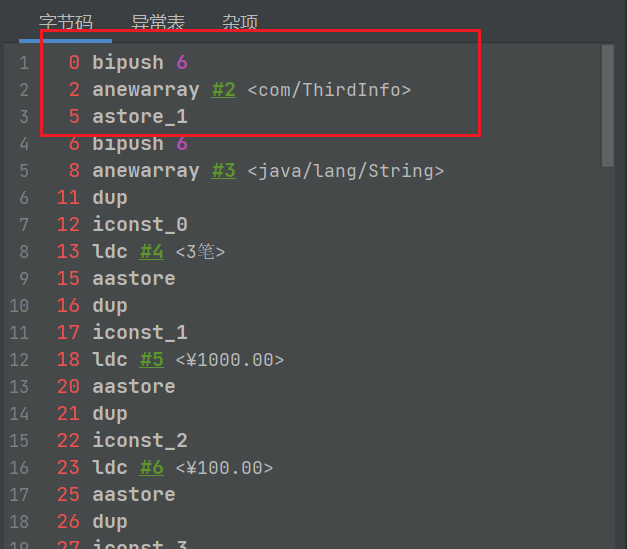 字节码 异常表 杂项
1 0 bipush 6
2 2 anewarray #2 <com/ThirdInfo>
3 5 astore_1
4 6 bipush 6
5 8 anewarray #3 <java/lang/String>
6 11 dup
7 12 iconst_0
8 13 ldc #4 <3笔>
9 15 aastore
10 16 dup
11 17 iconst_1
12 18 ldc #5 <¥1000.00>
13 20 aastore
14 21 dup
15 22 iconst_2
16 23 ldc #6 <¥100.00>
17 25 aastore
18 26 dup
19 27 iconst_3